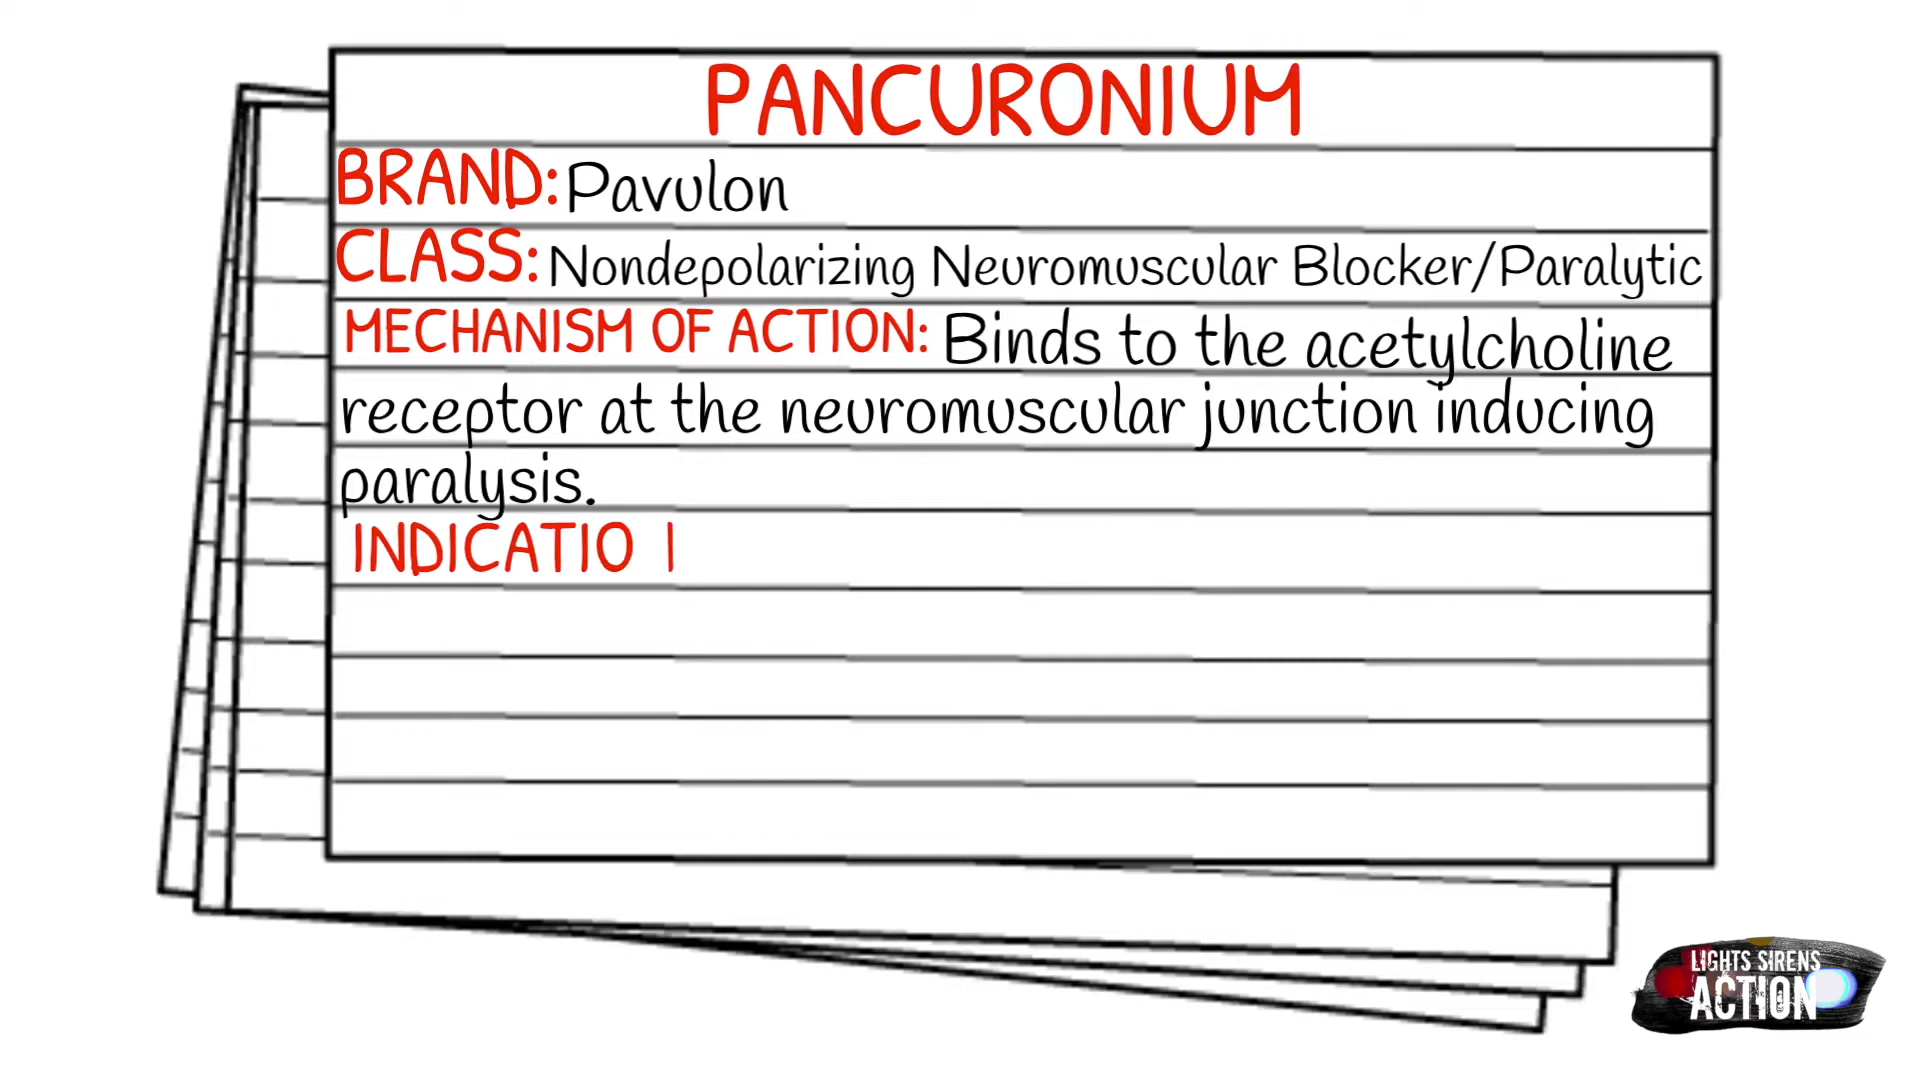 PANCURONIUM
BRAND: Pavulon
CLASS: Nondepolarizing Neuromuscular Blocker/Paralytic
MECHANISM OF ACTION: Binds to the acetylcholine
receptor at the neuromuscular junction inducing
paralysis.
INDICATIO
LIGHTS SIRENS
ACTION